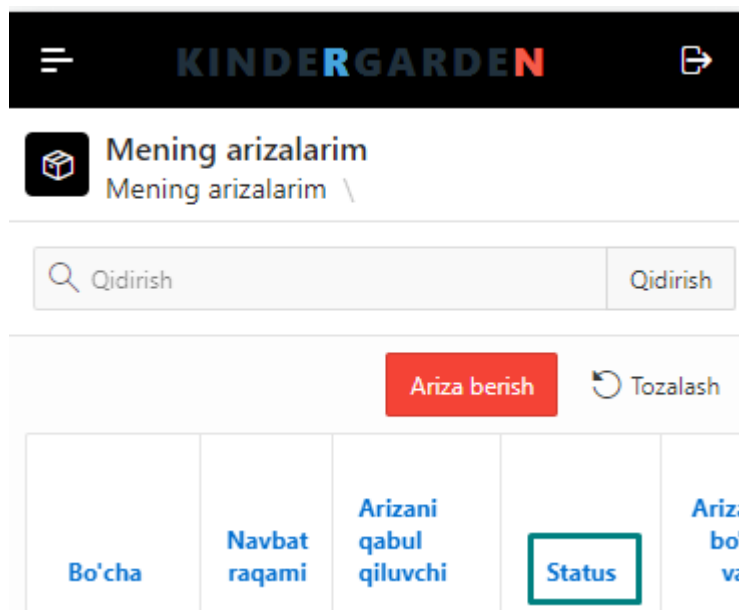 KINDERGARDEN
Mening arizalarim
Mening arizalarim \
Qidirish Qidirish
Ariza berish Tozalash
Bo'cha
Navbat
raqami
Arizani
qabul
qiluvchi
Status